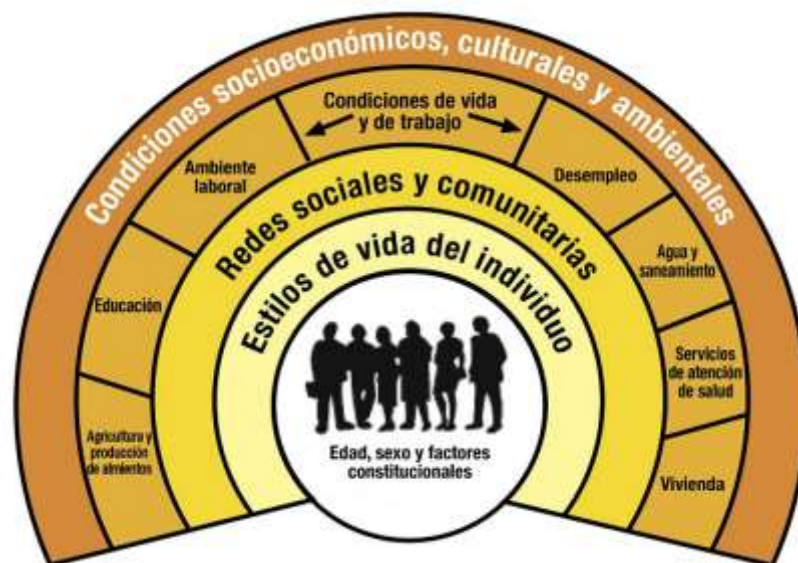 Condiciones socioeconómicos, culturales y ambientales
Condiciones de vida
y de trabajo
Ambiente
laboral
Desempleo
Redes sociales y comunitarias
Agua y
saneamiento
Estilos de vida del individuo
Educación
Servicios
de atención
de salud
Agricultura y
producción
de almientos
Edad, sexo y factores
constitucionales
Vivienda